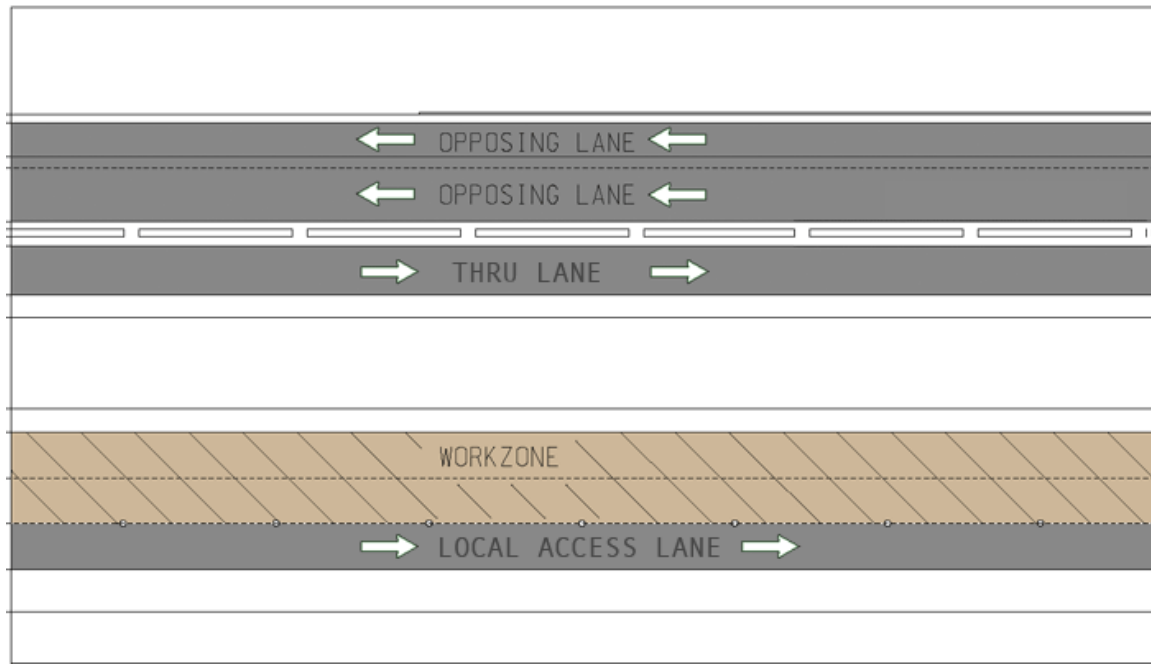 OPPOSING LANE
OPPOSING LANE
THRU LANE
WORKZONE
LOCAL ACCESS LANE